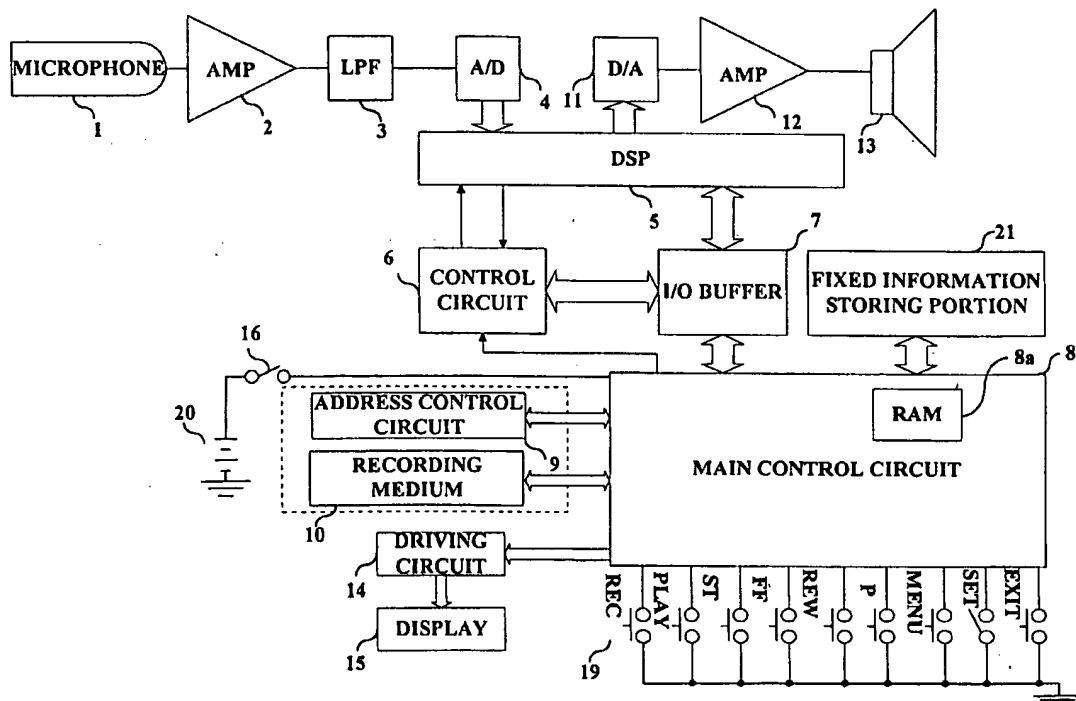 MICROPHONE
1
AMP
2
LPF
3
A/D
4
D/A
11
AMP
12
13
DSP
5
6
CONTROL
CIRCUIT
7
I/O BUFFER
21
FIXED INFORMATION
STORING PORTION
16
20
ADDRESS CONTROL
CIRCUIT
9
RECORDING
MEDIUM
10
8a
8
RAM
MAIN CONTROL CIRCUIT
DRIVING
CIRCUIT
14
DISPLAY
15
REC
PLAY
ST
FF
REW
P
MENU
SET
EXIT
19